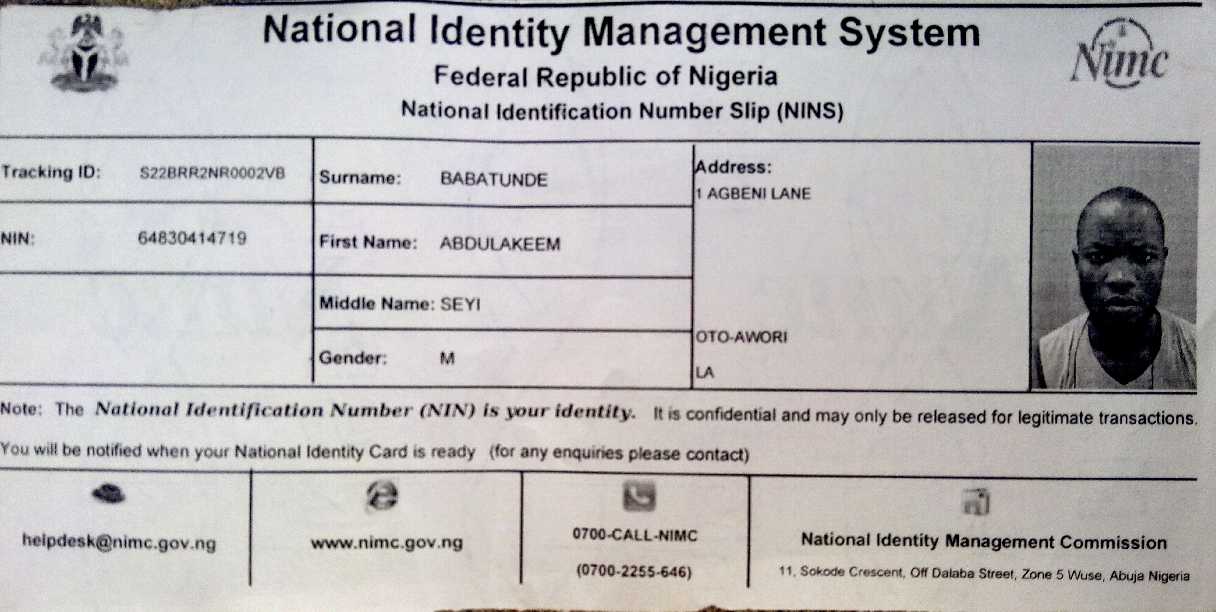 National Identity Management System
Federal Republic of Nigeria
National Identification Number Slip (NINS)
Nimc
Tracking ID: S22BRR2NR0002VB
Surname: BABATUNDE
Address:
1 AGBENI LANE
NIN: 64830414719
First Name: ABDULAKEEM
Middle Name: SEYI
OTO-AWORI
Gender: M
LA
Note: The National Identification Number (NIN) is your identity. It is confidential and may only be released for legitimate transactions.
You will be notified when your National Identity Card is ready (for any enquiries please contact)
helpdesk@nimc.gov.ng
www.nimc.gov.ng
0700-CALL-NIMC
(0700-2255-646)
National Identity Management Commission
11, Sokode Crescent, Off Dalaba Street, Zone 5 Wuse, Abuja Nigeria